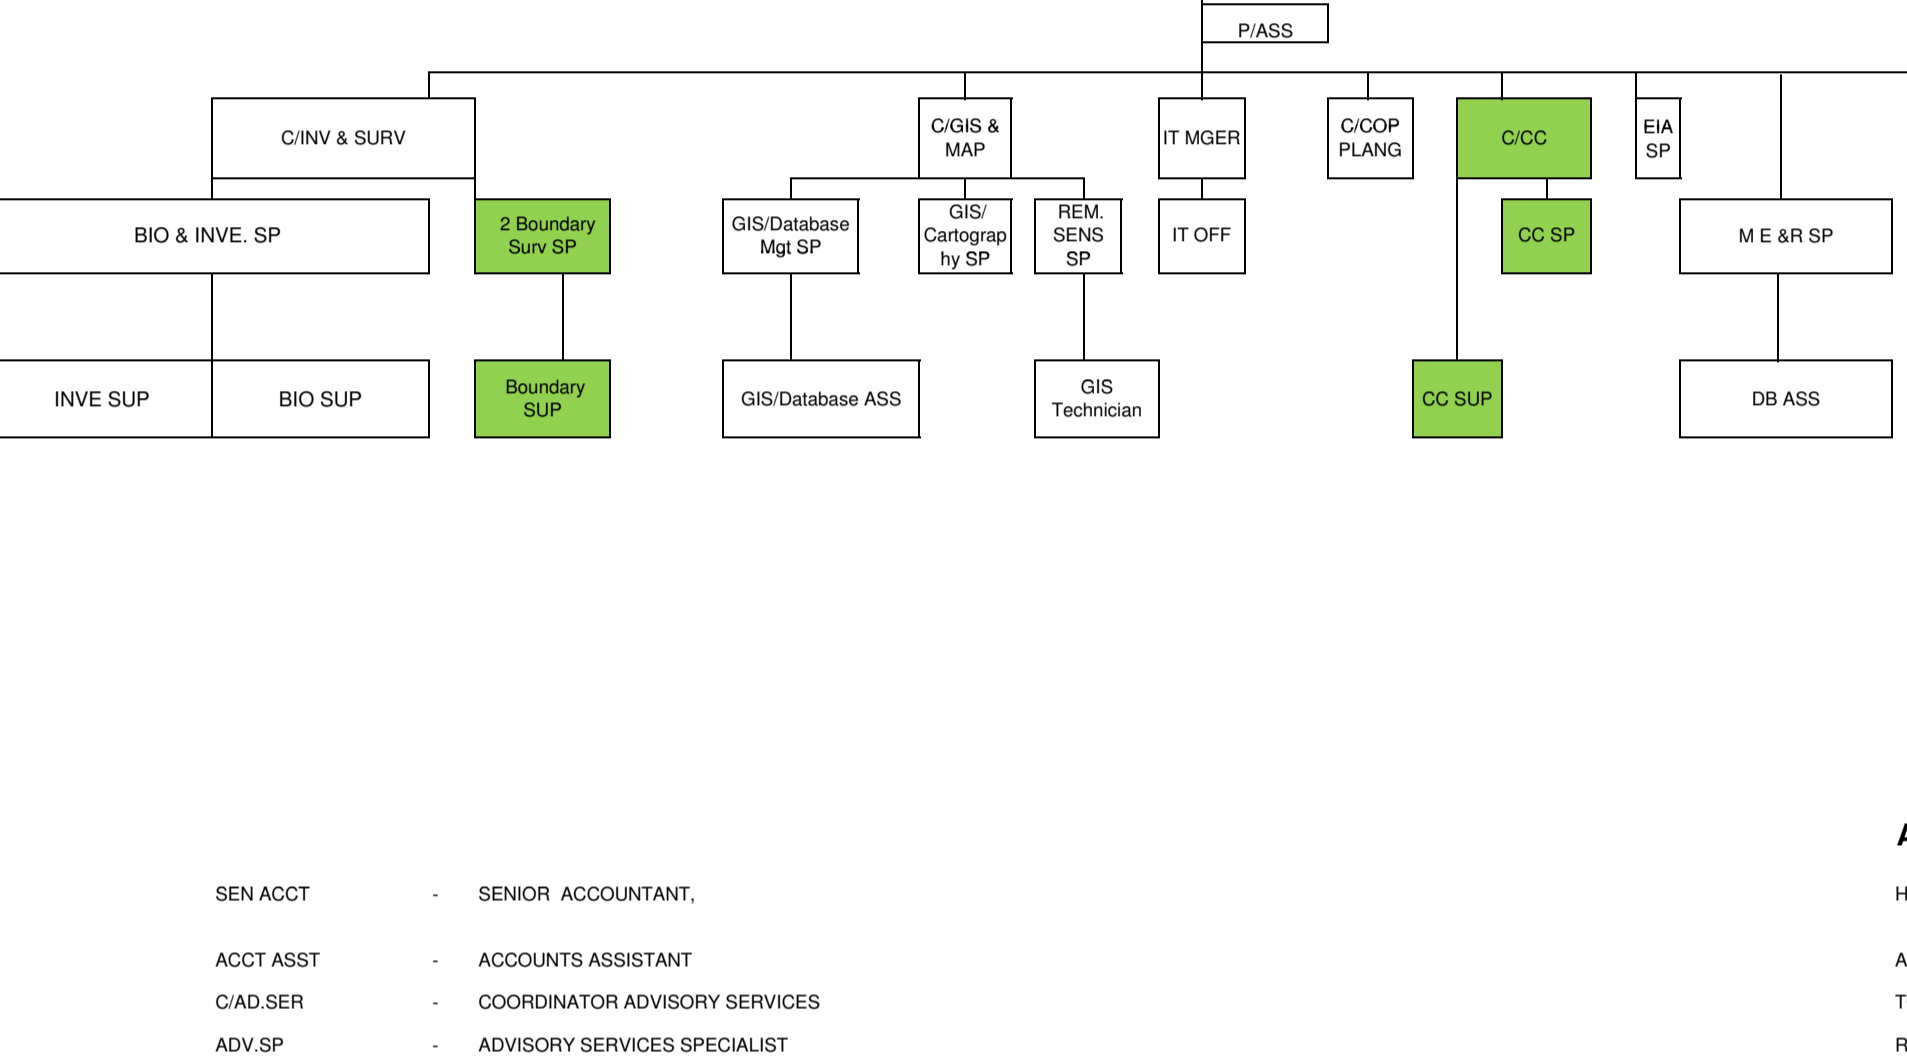 P/ASS
C/INV & SURV
C/GIS &
MAP
IT MGER
C/COP
PLANG
C/CC
EIA
SP
BIO & INVE. SP
2 Boundary
Surv SP
GIS/Database
Mgt SP
GIS/
Cartograp
hy SP
REM.
SENS
SP
IT OFF
CC SP
M E &R SP
INVE SUP
BIO SUP
Boundary
SUP
GIS/Database ASS
GIS
Technician
CC SUP
DB ASS
SEN ACCT - SENIOR ACCOUNTANT,
ACCT ASST - ACCOUNTS ASSISTANT
C/AD.SER - COORDINATOR ADVISORY SERVICES
ADV.SP - ADVISORY SERVICES SPECIALIST